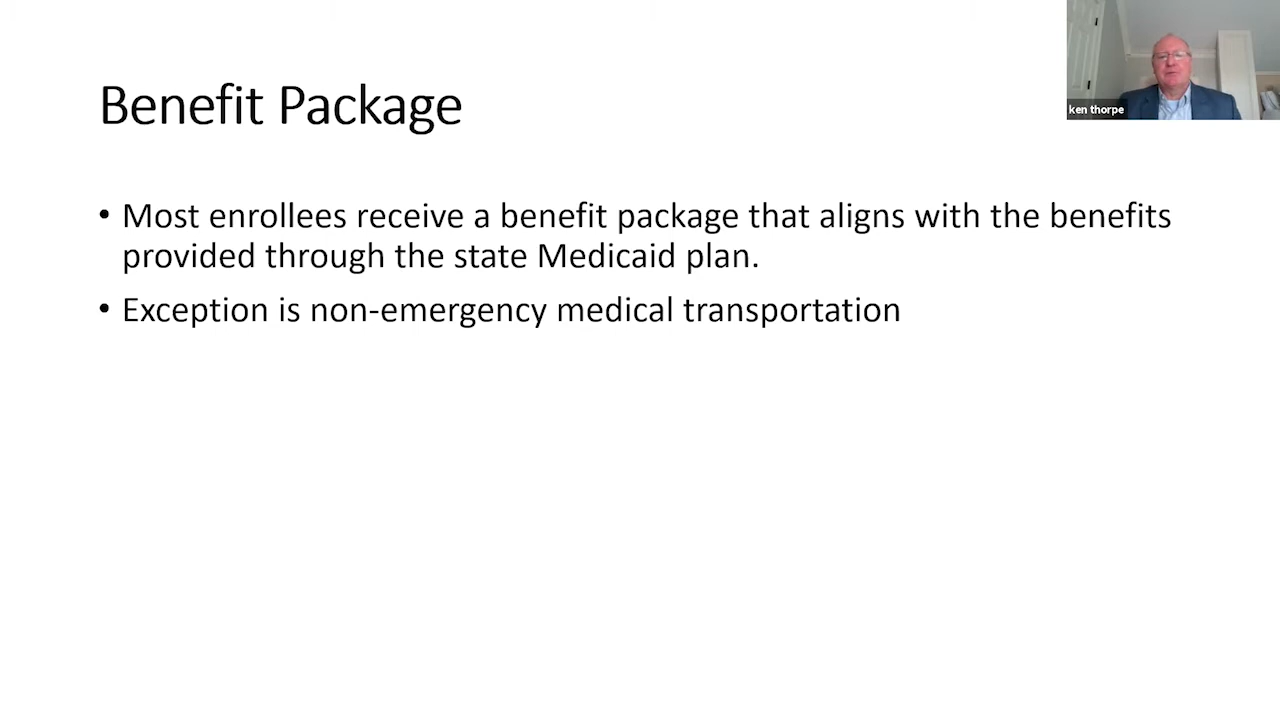 Benefit Package
ken thorpe
• Most enrollees receive a benefit package that aligns with the benefits
provided through the state Medicaid plan.
• Exception is non-emergency medical transportation